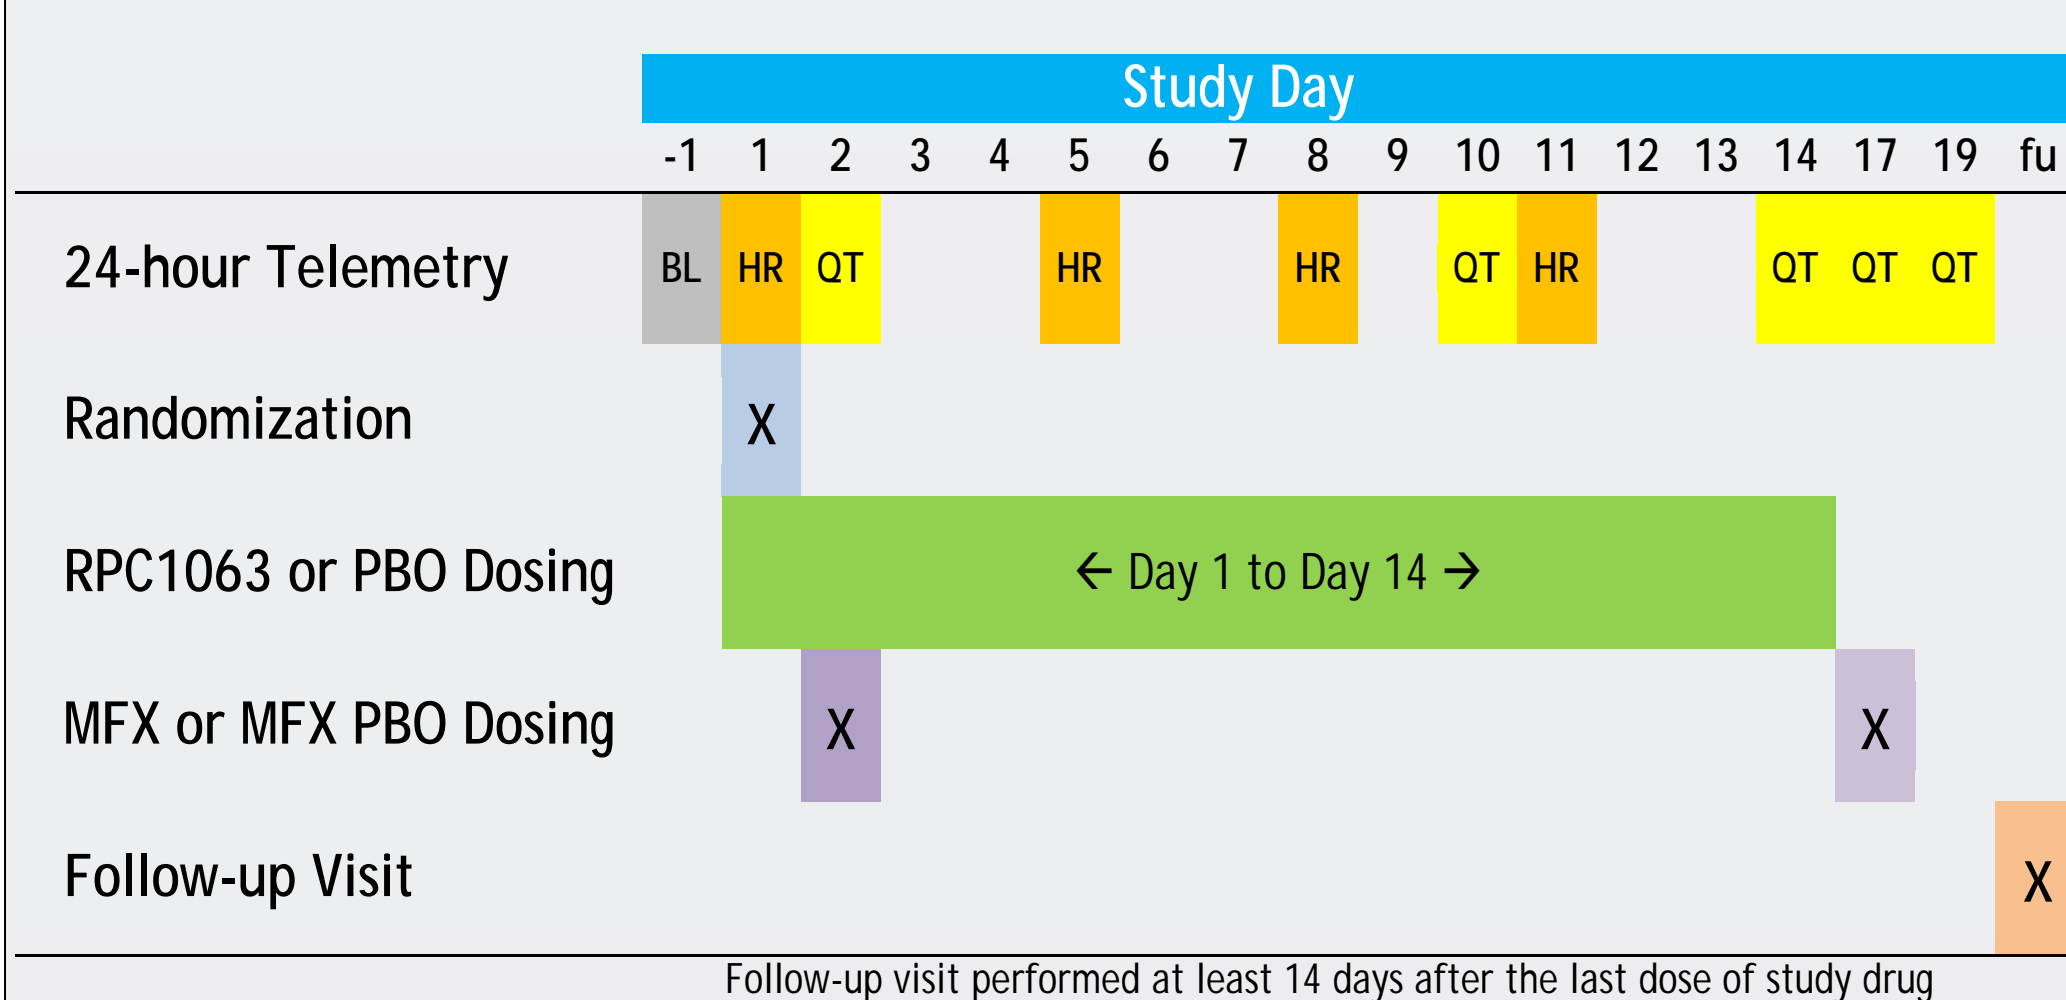 Study Day
-1 1 2 3 4 5 6 7 8 9 10 11 12 13 14 17 19 fu
24-hour Telemetry BL HR QT HR HR QT HR QT QT QT
Randomization X
RPC1063 or PBO Dosing ← Day 1 to Day 14 →
MFX or MFX PBO Dosing X X
Follow-up Visit X
Follow-up visit performed at least 14 days after the last dose of study drug